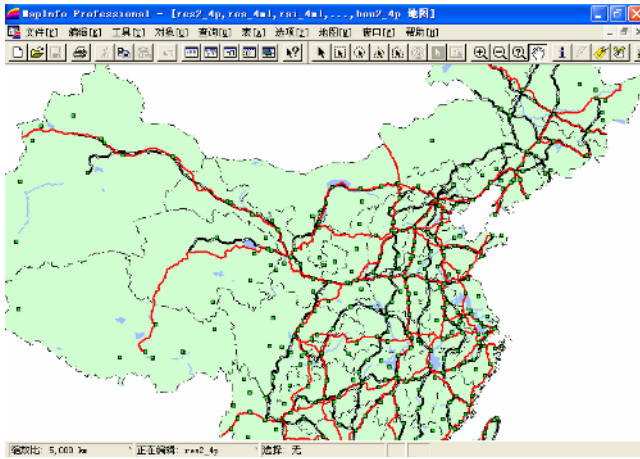 MapInfo Professional - [res2_4p,rea_4ml,rai_4ml,...,bou2_4p 地图]
文件[F] 编辑[E] 工具[T] 对象[O] 查询[Q] 表[A] 选项[P] 地图[M] 窗口[W] 帮助[H]
缩放比: 5,000 km 正在编辑: res2_4p 选择: 无